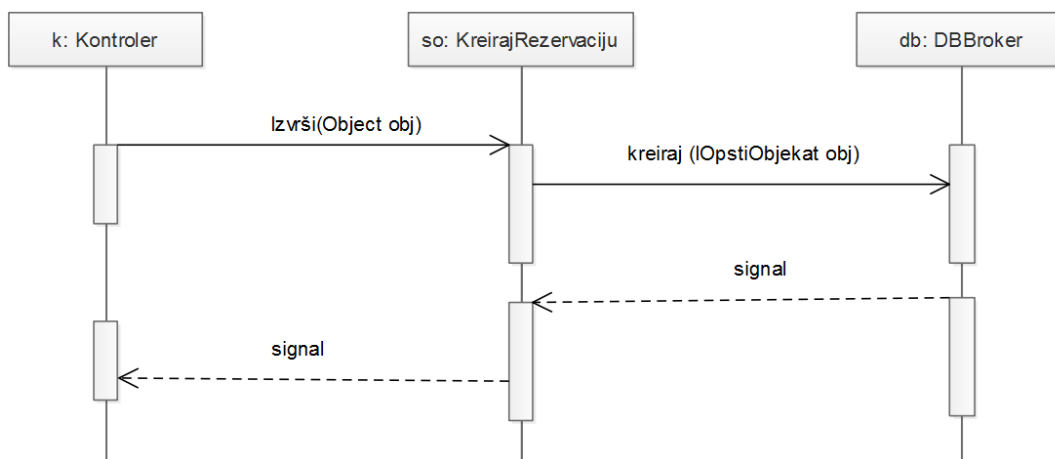 k: Kontroler
so: KreirajRezervaciju
db: DBBroker
Izvrši(Object obj)
kreiraj (IOpstiObjekat obj)
signal
signal